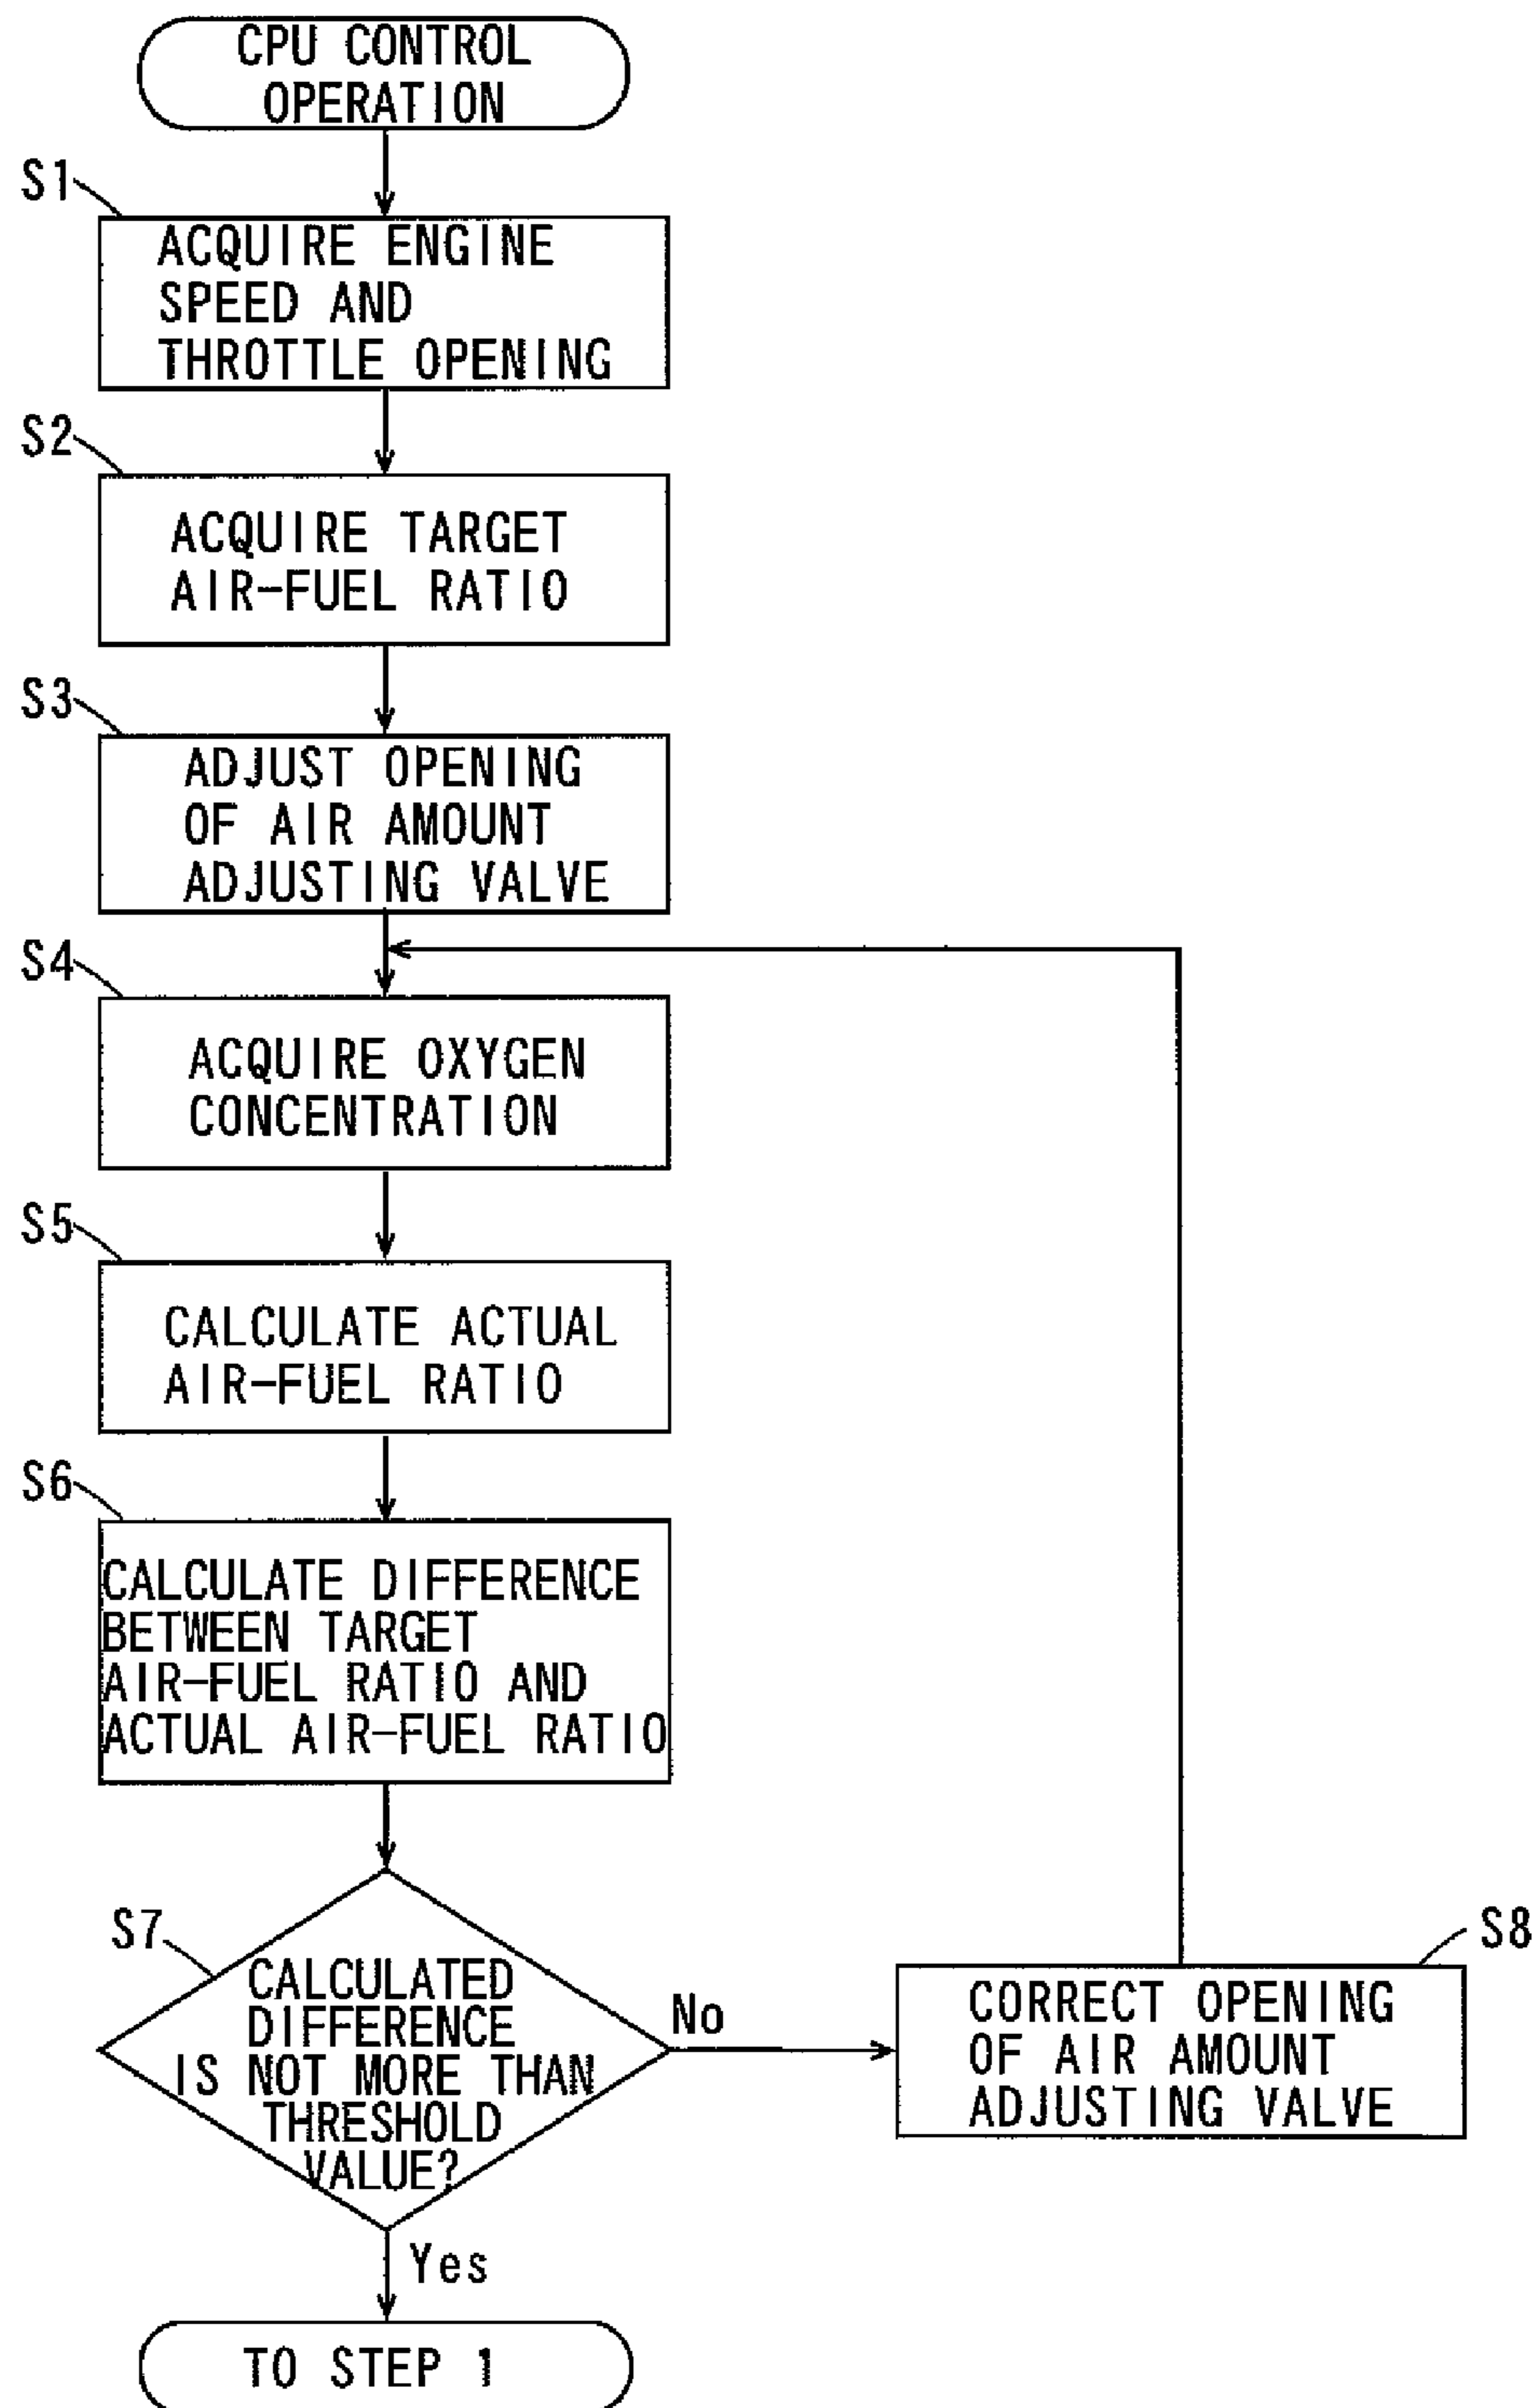 CPU CONTROL
OPERATION
S1
ACQUIRE ENGINE
SPEED AND
THROTTLE OPENING
S2
ACQUIRE TARGET
AIR-FUEL RATIO
S3
ADJUST OPENING
OF AIR AMOUNT
ADJUSTING VALVE
S4
ACQUIRE OXYGEN
CONCENTRATION
S5
CALCULATE ACTUAL
AIR-FUEL RATIO
S6
CALCULATE DIFFERENCE
BETWEEN TARGET
AIR-FUEL RATIO AND
ACTUAL AIR-FUEL RATIO
S7
CALCULATED
DIFFERENCE
IS NOT MORE THAN
THRESHOLD
VALUE?
No
S8
CORRECT OPENING
OF AIR AMOUNT
ADJUSTING VALVE
Yes
TO STEP 1